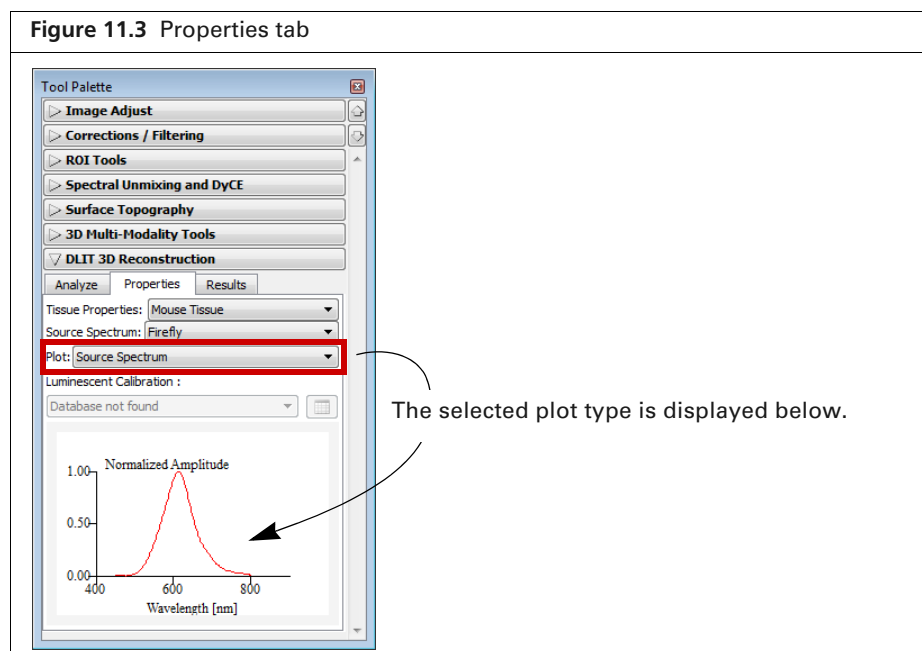 Figure 11.3 Properties tab
Tool Palette
Image Adjust
Corrections / Filtering
ROI Tools
Spectral Unmixing and DyCE
Surface Topography
3D Multi-Modality Tools
DLIT 3D Reconstruction
Analyze Properties Results
Tissue Properties: Mouse Tissue
Source Spectrum: Firefly
Plot: Source Spectrum
Luminescent Calibration :
Database not found
The selected plot type is displayed below.
Normalized Amplitude
1.00
0.50
0.00
400 600 800
Wavelength [nm]